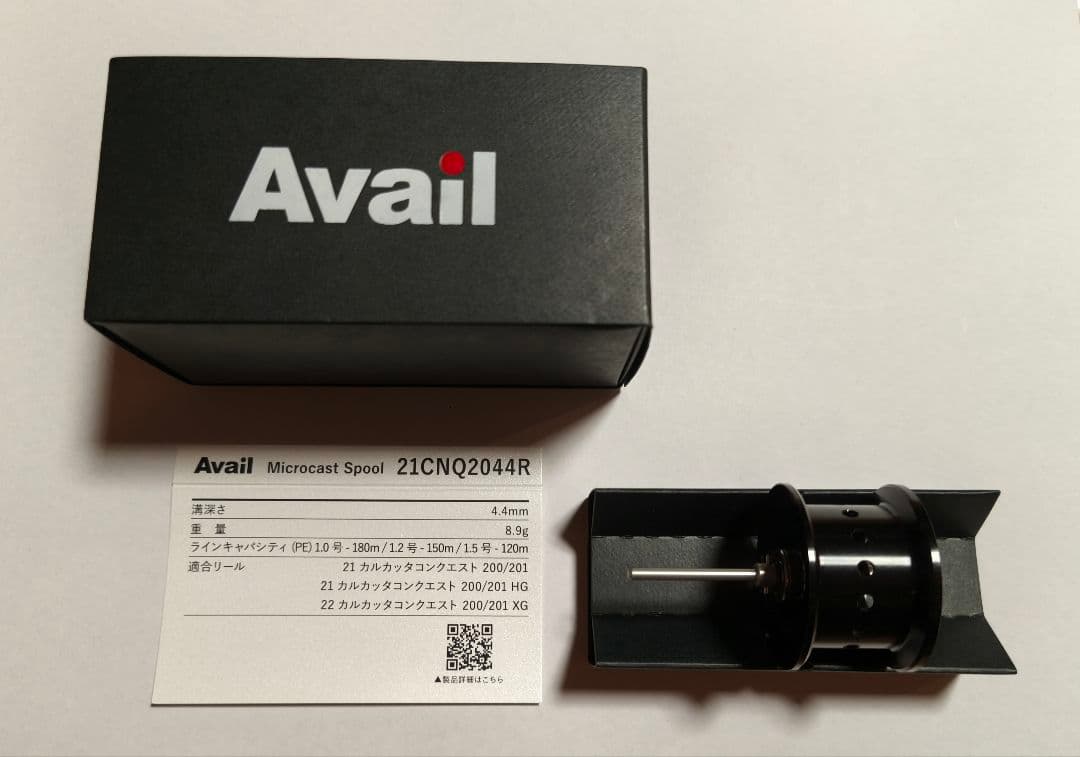 Avail
Avail Microcast Spool 21CNQ2044R
溝深さ 4.4mm
重 量 8.9g
ラインキャパシティ (PE) 1.0 号 - 180m / 1.2 号 - 150m / 1.5 号 - 120m
適合リール 21 カルカッタコンクエスト 200/201
21 カルカッタコンクエスト 200/201 HG
22 カルカッタコンクエスト 200/201 XG
▲製品詳細はこちら